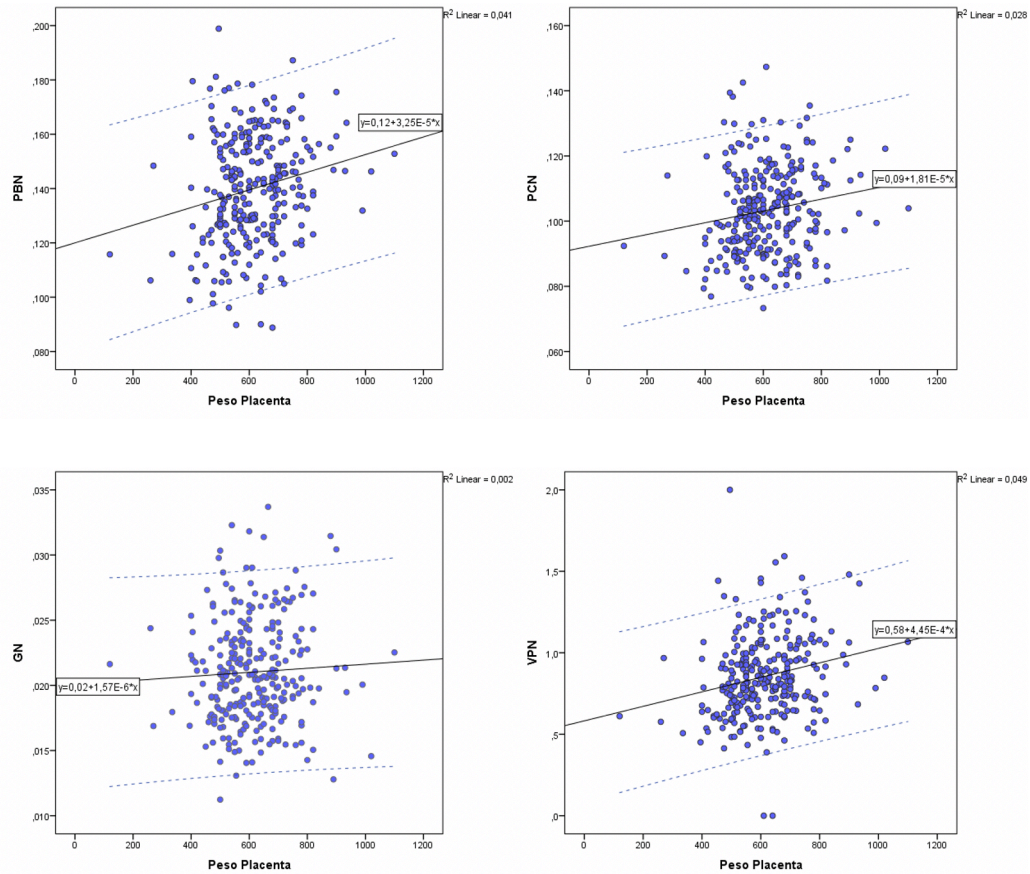 R² Linear = 0,041
,200
,180
,160
,140
,120
,100
,080
PBN
y=0,12+3,25E-5*x
0 200 400 600 800 1000 1200
Peso Placenta
R² Linear = 0,028
,160
,140
,120
,100
,080
,060
PCN
y=0,09+1,81E-5*x
0 200 400 600 800 1000 1200
Peso Placenta
R² Linear = 0,002
,035
,030
,025
,020
,015
,010
GN
y=0,02+1,57E-6*x
0 200 400 600 800 1000 1200
Peso Placenta
R² Linear = 0,049
2,0
1,5
1,0
,5
,0
VPN
y=0,58+4,45E-4*x
0 200 400 600 800 1000 1200
Peso Placenta